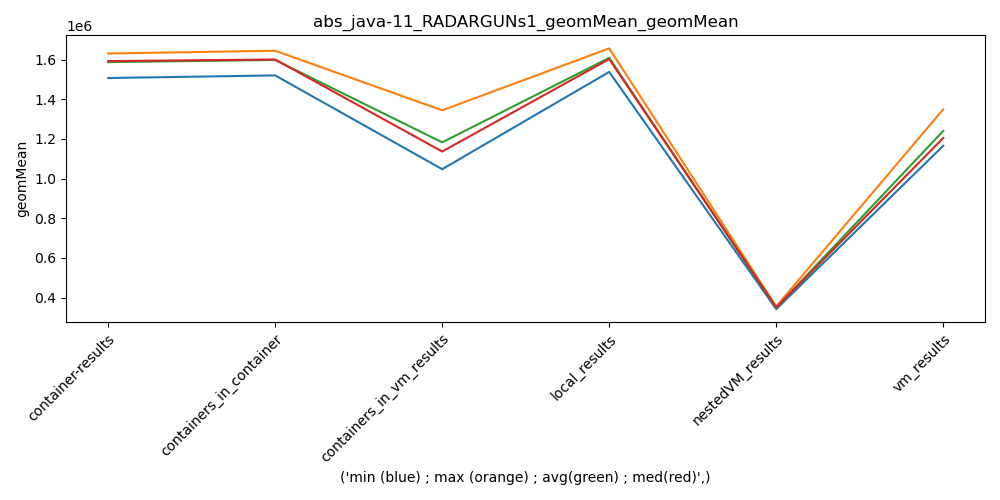 abs_java-11_RADARGUNs1_geomMean_geomMean
1e6
1.6
1.4
1.2
1.0
0.8
0.6
0.4
geomMean
container-results
containers_in_container
containers_in_vm_results
local_results
nestedVM_results
vm_results
('min (blue) ; max (orange) ; avg(green) ; med(red)',)